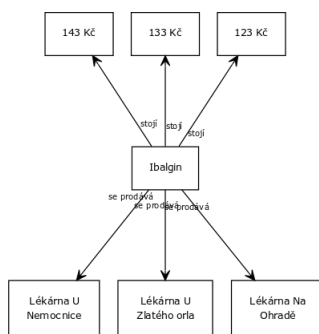 143 Kč
133 Kč
123 Kč
stojí
stojí
stojí
Ibalgin
se prodává
se prodává
se prodává
Lékárna U
Nemocnice
Lékárna U
Zlatého orla
Lékárna Na
Ohradě